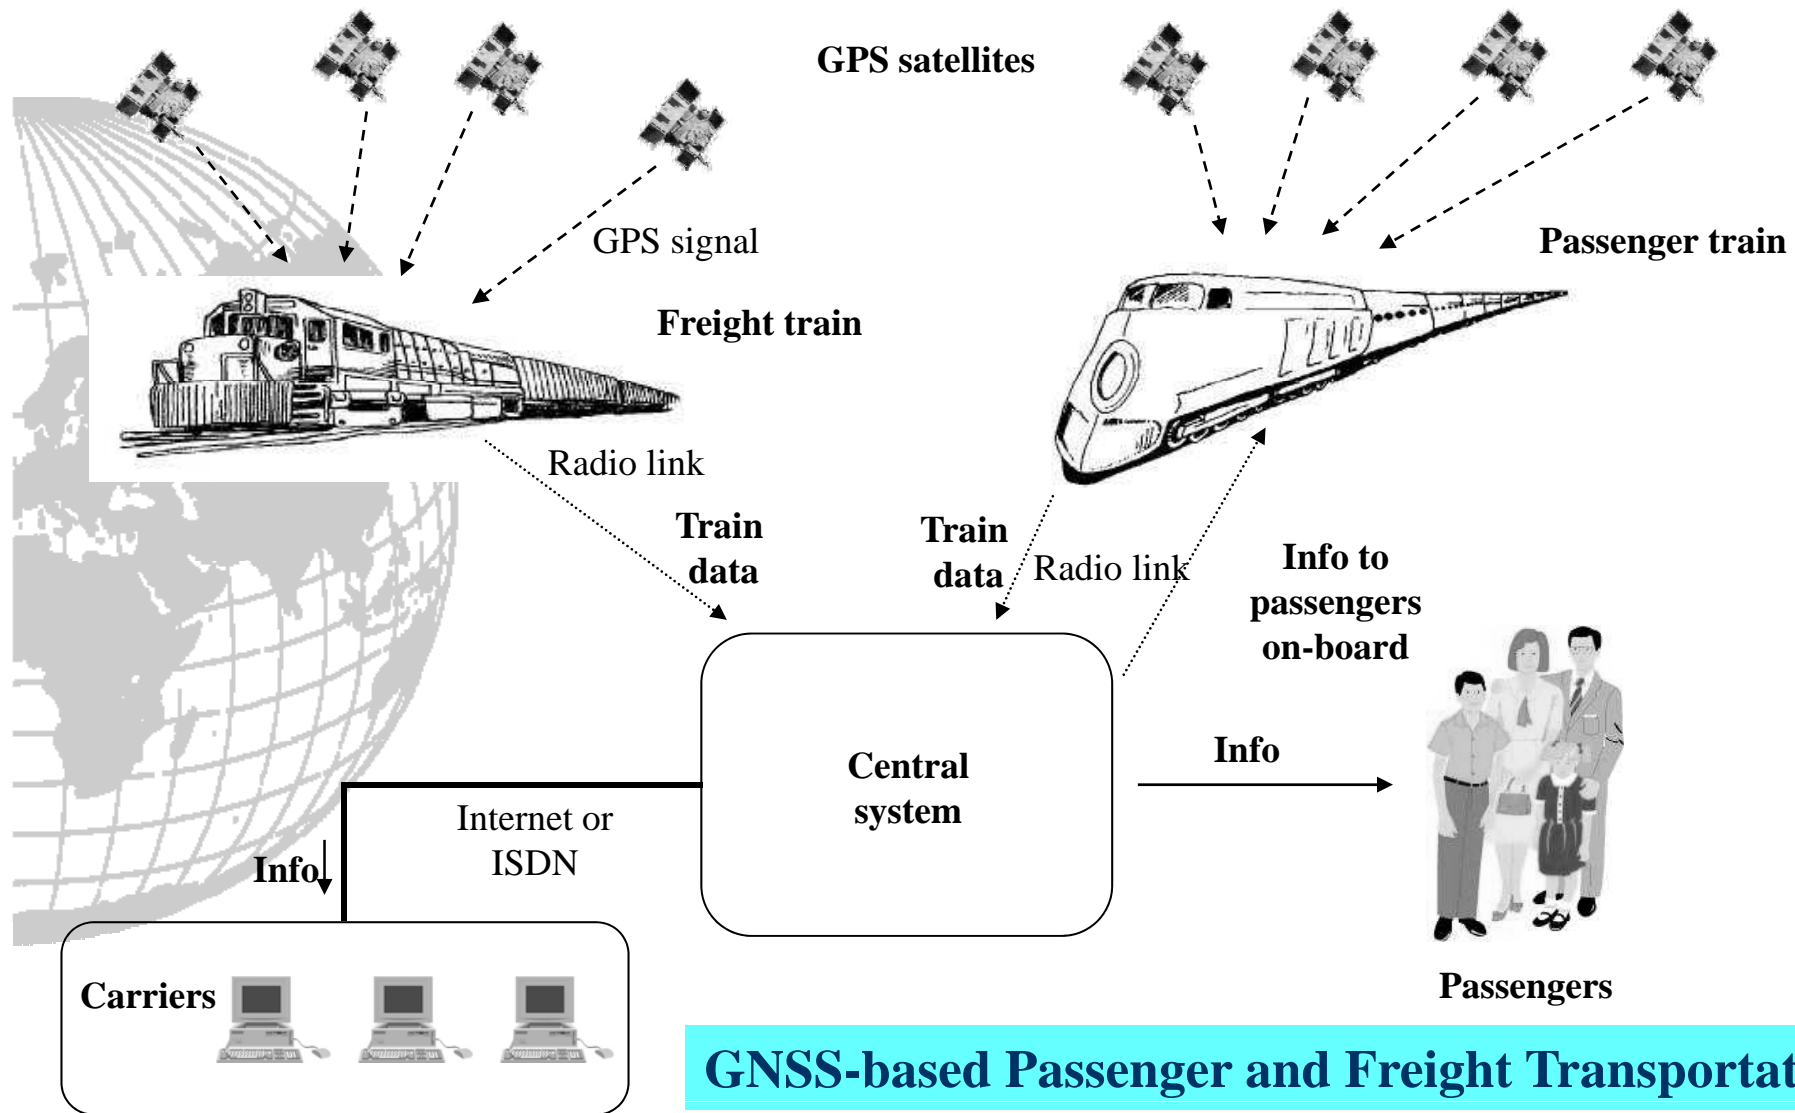 GPS satellites
GPS signal
Passenger train
Freight train
Radio link
Train
data
Train
data
Radio link
Info to
passengers
on-board
Central
system
Info
Internet or
ISDN
Info
Carriers
Passengers
GNSS-based Passenger and Freight Transportat